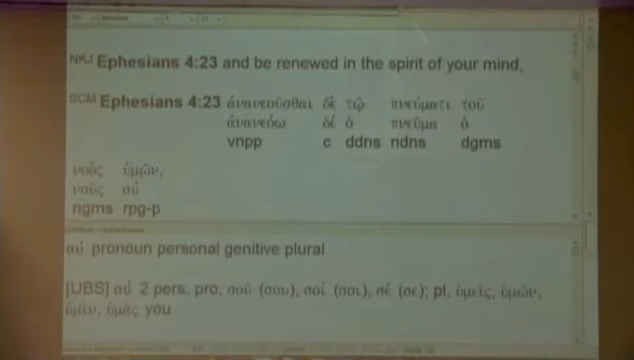 NKJ Ephesians 4:23 and be renewed in the spirit of your mind,
SCM Ephesians 4:23 ἀνανεοῦσθαι δὲ τῷ πνεύματι τοῦ
ἀνανεόω δέ ὁ πνεῦμα ὁ
vnpp c ddns ndns dgms
νοὸς ὑμῶν,
νοῦς σύ
ngms rpg-p
σύ pronoun personal genitive plural
[UBS] σύ 2 pers. pro. σοῦ (σου), σοί (σοι), σέ (σε); pl. ὑμεῖς, ὑμῶν,
ὑμῖν, ὑμᾶς you